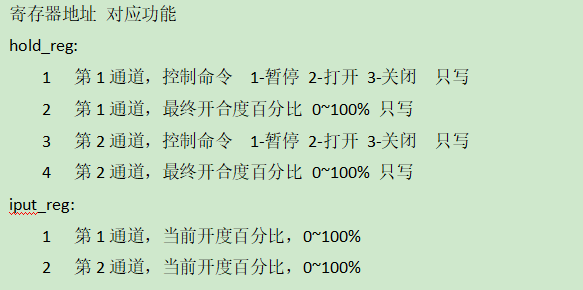 寄存器地址 对应功能
hold_reg:
1 第1通道，控制命令 1-暂停 2-打开 3-关闭 只写
2 第1通道，最终开合度百分比 0~100% 只写
3 第2通道，控制命令 1-暂停 2-打开 3-关闭 只写
4 第2通道，最终开合度百分比 0~100% 只写
iput_reg:
1 第1通道，当前开度百分比，0~100%
2 第2通道，当前开度百分比，0~100%